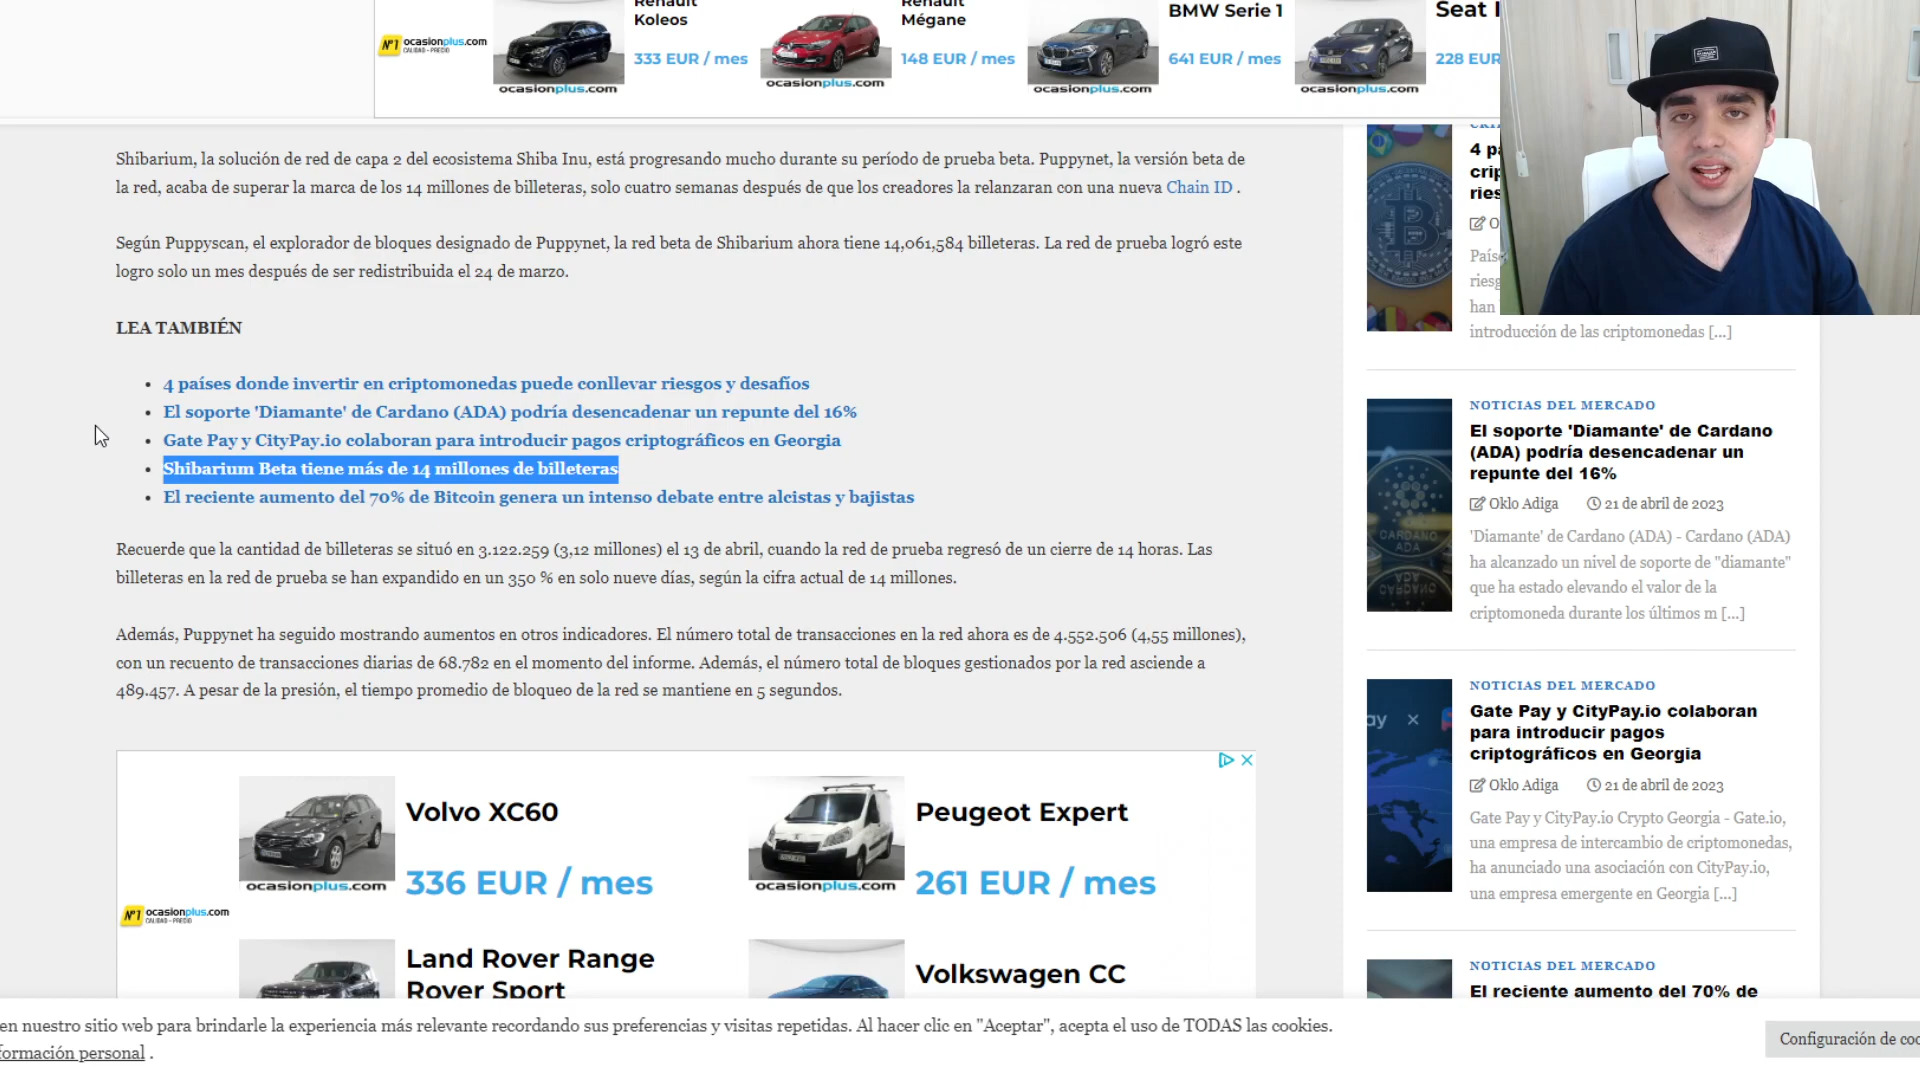 Renault
Koleos
333 EUR / mes
Renault
Mégane
148 EUR / mes
BMW Serie 1
641 EUR / mes
Seat
228 EUR
Nº1 ocasionplus.com
CALIDAD - PRECIO
ocasionplus.com
ocasionplus.com
ocasionplus.com
ocasionplus.com
Shibarium, la solución de red de capa 2 del ecosistema Shiba Inu, está progresando mucho durante su período de prueba beta. Puppynet, la versión beta de
la red, acaba de superar la marca de los 14 millones de billeteras, solo cuatro semanas después de que los creadores la relanzaran con una nueva Chain ID .
Según Puppyscan, el explorador de bloques designado de Puppynet, la red beta de Shibarium ahora tiene 14,061,584 billeteras. La red de prueba logró este
logro solo un mes después de ser redistribuida el 24 de marzo.
LEA TAMBIÉN
• 4 países donde invertir en criptomonedas puede conllevar riesgos y desafíos
• El soporte 'Diamante' de Cardano (ADA) podría desencadenar un repunte del 16%
• Gate Pay y CityPay.io colaboran para introducir pagos criptográficos en Georgia
• Shibarium Beta tiene más de 14 millones de billeteras
• El reciente aumento del 70% de Bitcoin genera un intenso debate entre alcistas y bajistas
Recuerde que la cantidad de billeteras se situó en 3.122.259 (3,12 millones) el 13 de abril, cuando la red de prueba regresó de un cierre de 14 horas. Las
billeteras en la red de prueba se han expandido en un 350 % en solo nueve días, según la cifra actual de 14 millones.
Además, Puppynet ha seguido mostrando aumentos en otros indicadores. El número total de transacciones en la red ahora es de 4.552.506 (4,55 millones),
con un recuento de transacciones diarias de 68.782 en el momento del informe. Además, el número total de bloques gestionados por la red asciende a
489.457. A pesar de la presión, el tiempo promedio de bloqueo de la red se mantiene en 5 segundos.
Volvo XC60
336 EUR / mes
ocasionplus.com
Peugeot Expert
261 EUR / mes
ocasionplus.com
Nº1 ocasionplus.com
CALIDAD - PRECIO
Land Rover Range
Rover Sport
Volkswagen CC
4 pa
crip
ries
O
País
ries
han
introducción de las criptomonedas [...]
NOTICIAS DEL MERCADO
El soporte 'Diamante' de Cardano
(ADA) podría desencadenar un
repunte del 16%
Oklo Adiga 21 de abril de 2023
'Diamante' de Cardano (ADA) - Cardano (ADA)
ha alcanzado un nivel de soporte de "diamante"
que ha estado elevando el valor de la
criptomoneda durante los últimos m [...]
CARDANO
ADA
NOTICIAS DEL MERCADO
Gate Pay y CityPay.io colaboran
para introducir pagos
criptográficos en Georgia
Oklo Adiga 21 de abril de 2023
Gate Pay y CityPay.io Crypto Georgia - Gate.io,
una empresa de intercambio de criptomonedas,
ha anunciado una asociación con CityPay.io,
una empresa emergente en Georgia [...]
ay ×
NOTICIAS DEL MERCADO
El reciente aumento del 70% de
en nuestro sitio web para brindarle la experiencia más relevante recordando sus preferencias y visitas repetidas. Al hacer clic en "Aceptar", acepta el uso de TODAS las cookies.
formación personal .
Configuración de coo